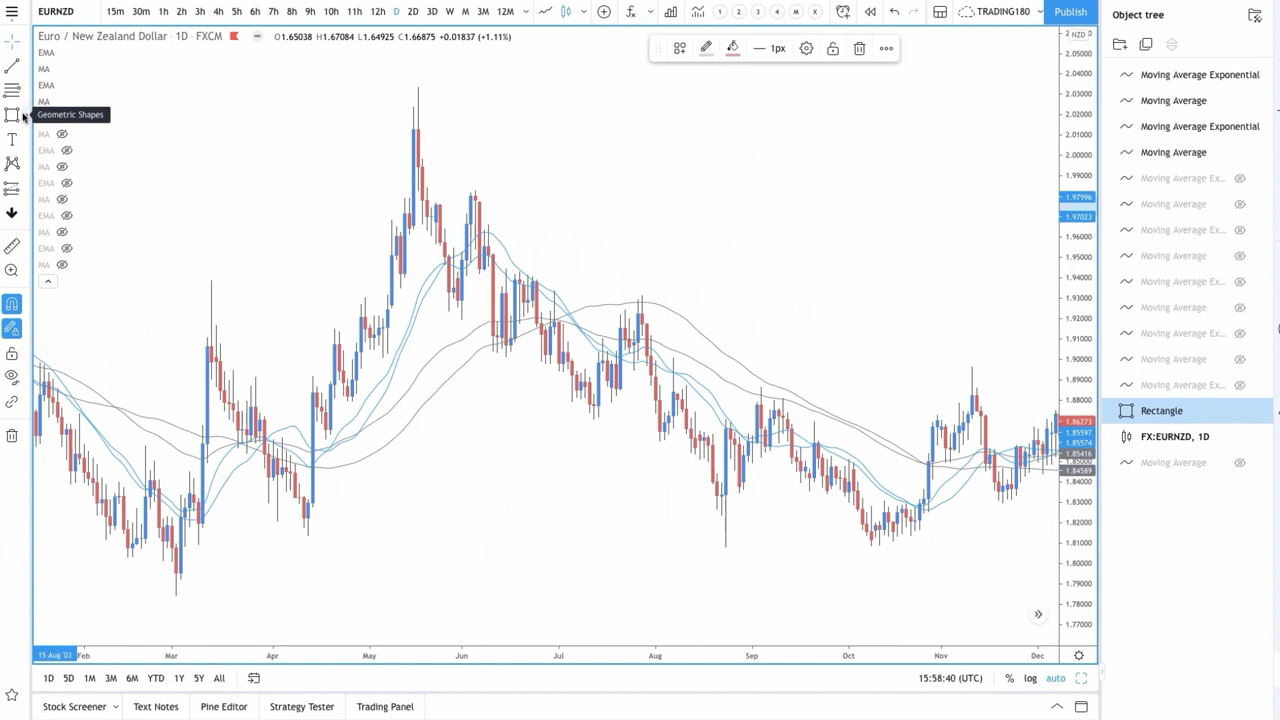 EURNZD 15m 30m 1h 2h 3h 4h 5h 6h 7h 8h 9h 10h 11h 12h D 2D 3D W M 3M 12M 1 2 3 4 M X TRADING180 Publish
Euro / New Zealand Dollar · 1D · FXCM O1.65038 H1.67084 L1.64925 C1.66875 +0.01837 (+1.11%)
EMA
MA
EMA
MA
Geometric Shapes
MA
EMA
MA
EMA
MA
EMA
MA
EMA
MA
1px
NZD
2.05000
2.04000
2.03000
2.02000
2.01000
2.00000
1.99000
1.97996
1.97023
1.96000
1.95000
1.94000
1.93000
1.92000
1.91000
1.90000
1.89000
1.88000
1.86273
1.85597
1.85574
1.85416
1.85000
1.84589
1.84000
1.83000
1.82000
1.81000
1.80000
1.79000
1.78000
1.77000
15 Aug '03 Feb Mar Apr May Jun Jul Aug Sep Oct Nov Dec
1D 5D 1M 3M 6M YTD 1Y 5Y All 15:58:40 (UTC) % log auto
Stock Screener Text Notes Pine Editor Strategy Tester Trading Panel
Object tree
Moving Average Exponential
Moving Average
Moving Average Exponential
Moving Average
Moving Average Ex...
Moving Average
Moving Average Ex...
Moving Average
Moving Average Ex...
Moving Average
Moving Average Ex...
Moving Average
Moving Average Ex...
Rectangle
FX:EURNZD, 1D
Moving Average